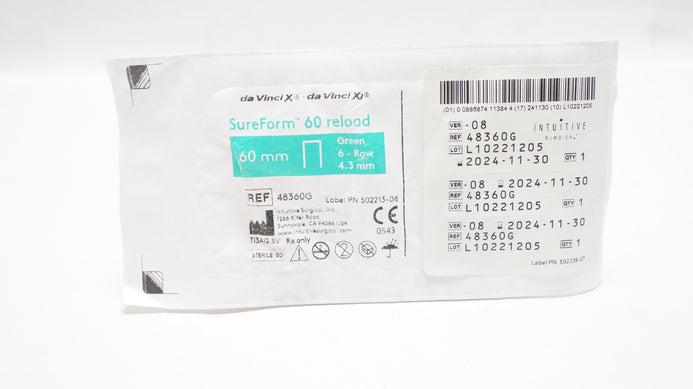 da Vinci X® · da Vinci Xi®
SureForm™ 60 reload
60 mm
Green
6 - Row
4.3 mm
REF 48360G
Label PN 502213-08
Intuitive Surgical, Inc.
1266 Kifer Road
Sunnyvale, CA 94086 USA
www.intuitivesurgical.com
CE
0543
Rx only
STERILE
(01) 0 0886874 11384 4 (17) 241130 (10) L10221205
VER -08
REF 48360G
LOT L10221205
2024-11-30 QTY 1
INTUITIVE
SURGICAL
VER -08 2024-11-30
REF 48360G
LOT L10221205 QTY 1
VER -08 2024-11-30
REF 48360G
LOT L10221205 QTY 1
Label PN: